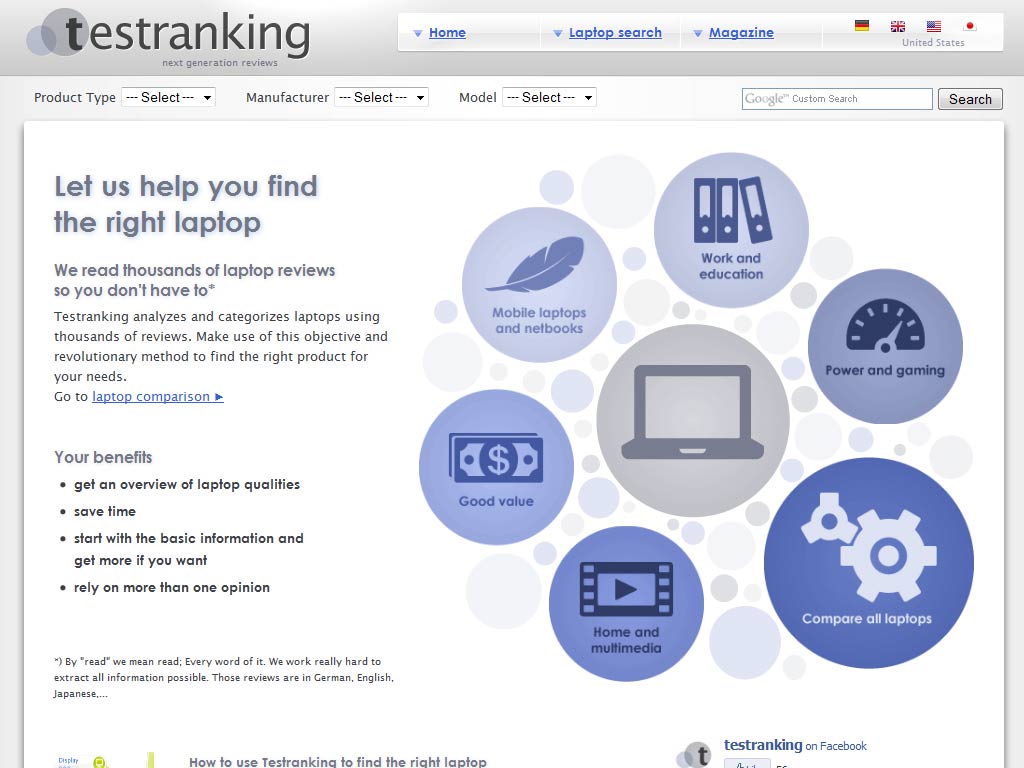 testranking
next generation reviews
Home
Laptop search
Magazine
United States
Product Type --- Select ---
Manufacturer --- Select ---
Model --- Select ---
Google™ Custom Search
Search
Let us help you find
the right laptop
We read thousands of laptop reviews
so you don't have to*
Testranking analyzes and categorizes laptops using
thousands of reviews. Make use of this objective and
revolutionary method to find the right product for
your needs.
Go to laptop comparison ►
Your benefits
• get an overview of laptop qualities
• save time
• start with the basic information and
get more if you want
• rely on more than one opinion
*) By "read" we mean read; Every word of it. We work really hard to
extract all information possible. Those reviews are in German, English,
Japanese,...
Work and
education
Mobile laptops
and netbooks
Power and gaming
$
Good value
Compare all laptops
Home and
multimedia
Display
How to use Testranking to find the right laptop
t
testranking on Facebook